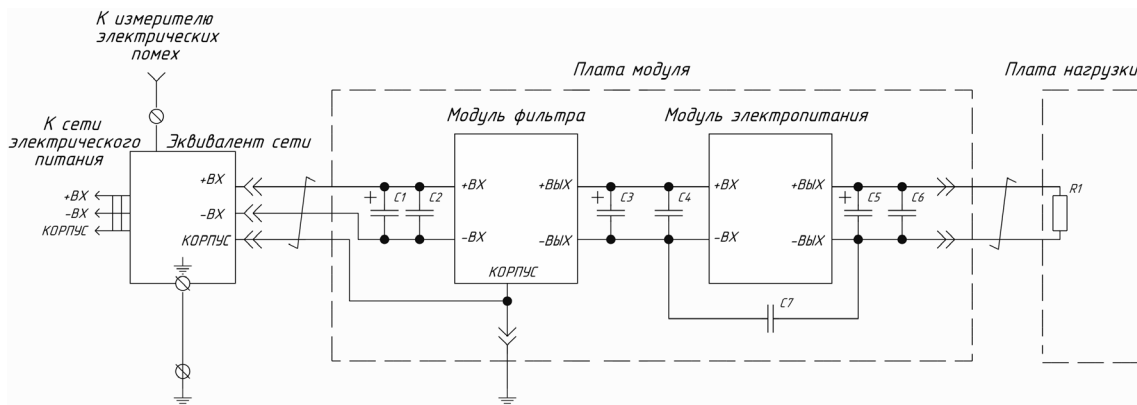 К измерителю
электрических
помех
К сети
электрического
питания
Эквивалент сети
+ВХ
-ВХ
КОРПУС
+ВХ
-ВХ
КОРПУС
Плата модуля
Модуль фильтра
+ C1
C2
+ВХ
-ВХ
+ВЫХ
-ВЫХ
КОРПУС
+ C3
C4
Модуль электропитания
+ВХ
-ВХ
+ВЫХ
-ВЫХ
+ C5
C6
C7
Плата нагрузки
R1